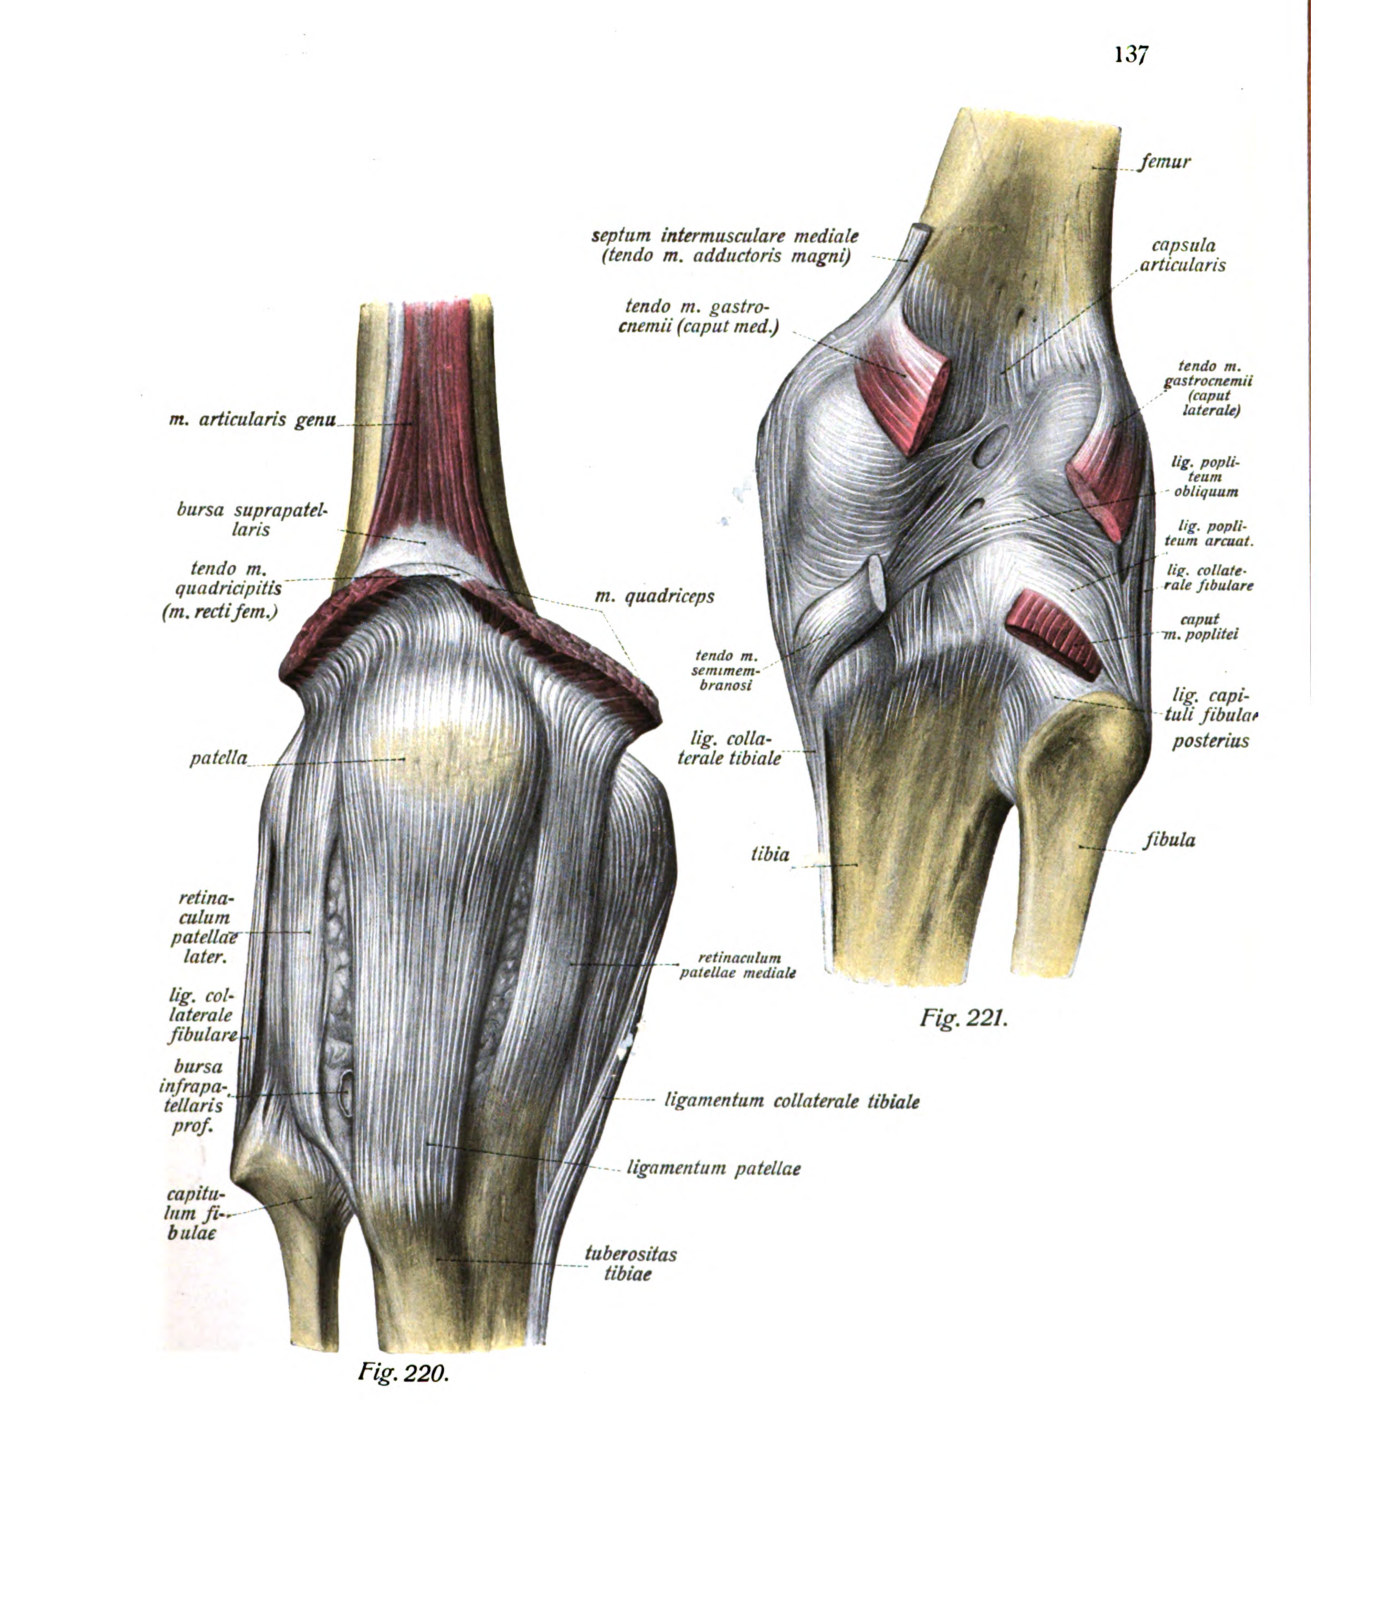 137
femur
septum intermusculare mediale
(tendo m. adductoris magni)
capsula
articularis
tendo m. gastro-
cnemii (caput med.)
tendo m.
gastrocnemii
(caput
laterale)
lig. popli-
teum
obliquum
lig. popli-
teum arcuat.
lig. collate-
rale fibulare
caput
m. poplitei
tendo m.
semimem-
branosi
lig. capi-
tuli fibulae
posterius
lig. colla-
terale tibiale
fibula
tibia
Fig. 221.
m. articularis genu
bursa suprapatel-
laris
tendo m.
quadricipitis
(m. recti fem.)
m. quadriceps
patella
retina-
culum
patellae
later.
retinaculum
patellae mediale
lig. col-
laterale
fibulare
bursa
infrapa-
tellaris
prof.
ligamentum collaterale tibiale
ligamentum patellae
capitu-
lum fi-
bulae
tuberositas
tibiae
Fig. 220.